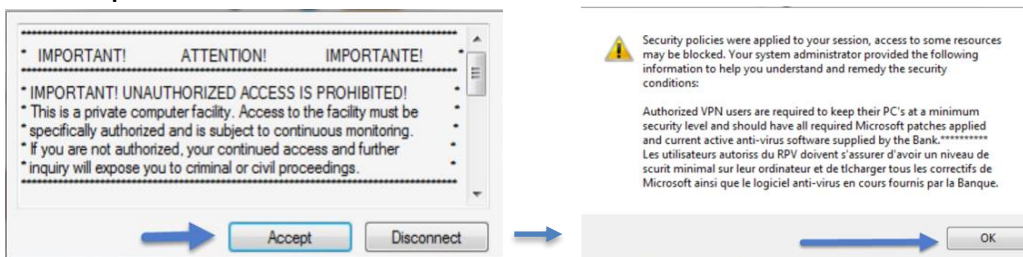 * IMPORTANT! ATTENTION! IMPORTANTE! *
* IMPORTANT! UNAUTHORIZED ACCESS IS PROHIBITED! *
* This is a private computer facility. Access to the facility must be *
* specifically authorized and is subject to continuous monitoring. *
* If you are not authorized, your continued access and further *
* inquiry will expose you to criminal or civil proceedings. *
Accept Disconnect
Security policies were applied to your session, access to some resources
may be blocked. Your system administrator provided the following
information to help you understand and remedy the security
conditions:
Authorized VPN users are required to keep their PC's at a minimum
security level and should have all required Microsoft patches applied
and current active anti-virus software supplied by the Bank.**********
Les utilisateurs autoriss du RPV doivent s'assurer d'avoir un niveau de
scurit minimal sur leur ordinateur et de tlcharger tous les correctifs de
Microsoft ainsi que le logiciel anti-virus en cours fournis par la Banque.
OK